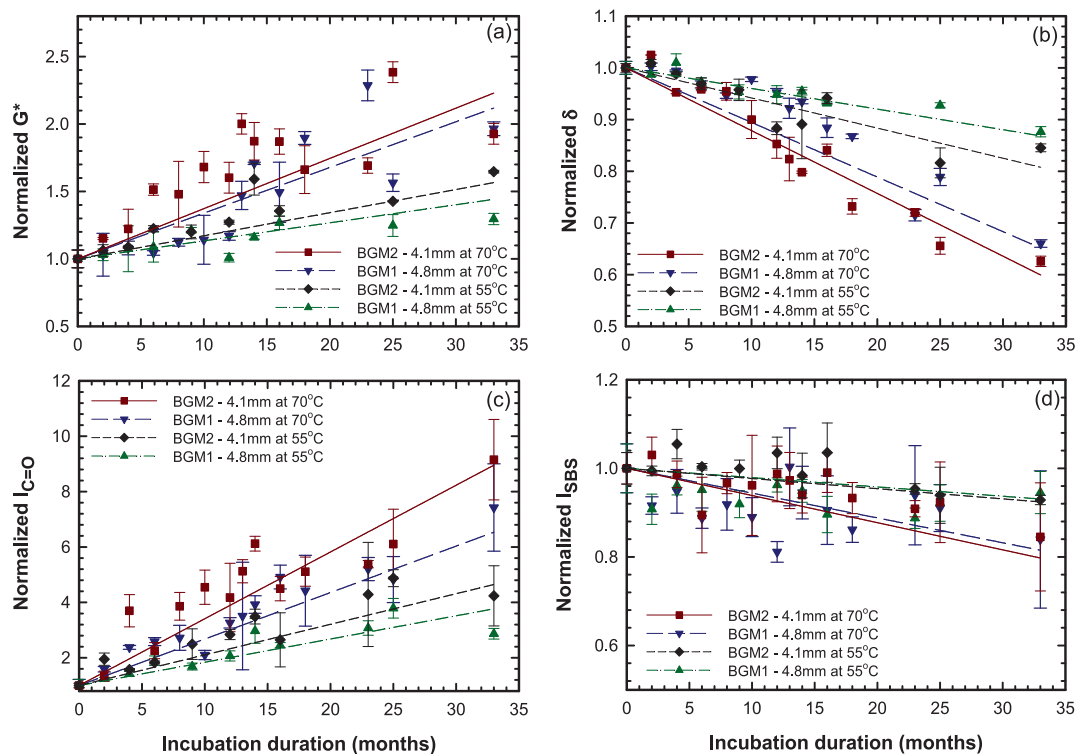 (a)
Normalized G*
2.5
2.0
1.5
1.0
0.5
BGM2 - 4.1mm at 70°C
BGM1 - 4.8mm at 70°C
BGM2 - 4.1mm at 55°C
BGM1 - 4.8mm at 55°C
0 5 10 15 20 25 30 35
(b)
Normalized δ
1.0
0.9
0.8
0.7
0.6
0.5
BGM2 - 4.1mm at 70°C
BGM1 - 4.8mm at 70°C
BGM2 - 4.1mm at 55°C
BGM1 - 4.8mm at 55°C
0 5 10 15 20 25 30 35
(c)
Normalized I_C=O
12
10
8
6
4
2
BGM2 - 4.1mm at 70°C
BGM1 - 4.8mm at 70°C
BGM2 - 4.1mm at 55°C
BGM1 - 4.8mm at 55°C
0 5 10 15 20 25 30 35
Incubation duration (months)
(d)
Normalized I_SBS
1.2
1.0
0.8
0.6
BGM2 - 4.1mm at 70°C
BGM1 - 4.8mm at 70°C
BGM2 - 4.1mm at 55°C
BGM1 - 4.8mm at 55°C
0 5 10 15 20 25 30 35
Incubation duration (months)